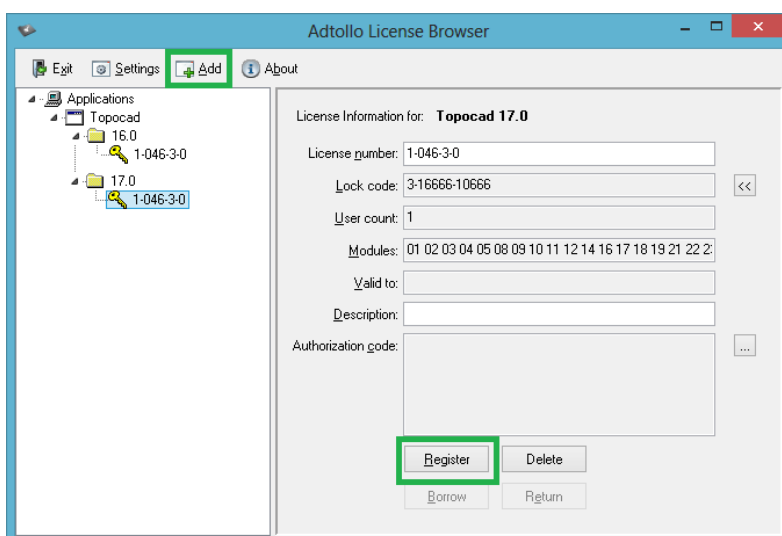 Adtollo License Browser
Exit Settings Add About
Applications
Topocad
16.0
1-046-3-0
17.0
1-046-3-0
License Information for: Topocad 17.0
License number: 1-046-3-0
Lock code: 3-16666-10666 <<
User count: 1
Modules: 01 02 03 04 05 08 09 10 11 12 14 16 17 18 19 21 22
Valid to:
Description:
Authorization code: ...
Register Delete
Borrow Return